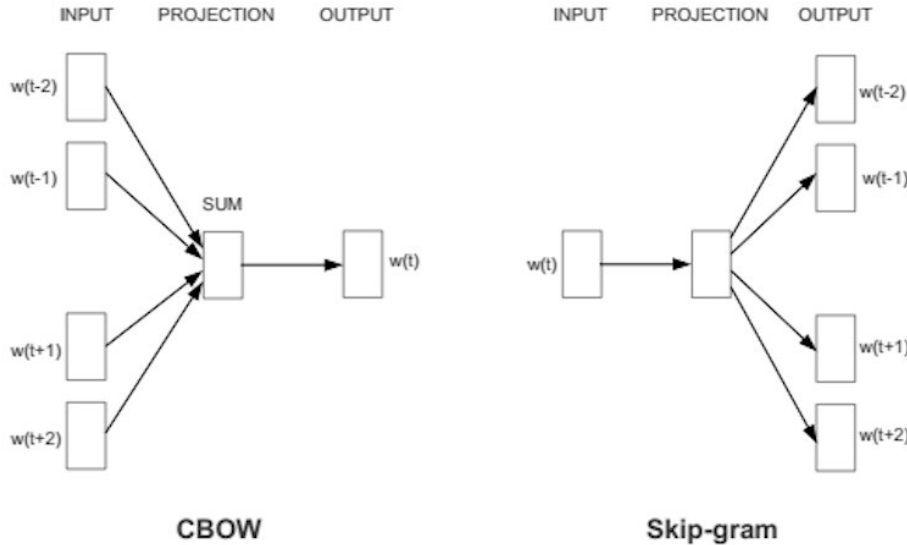 INPUT PROJECTION OUTPUT
w(t-2)
w(t-1)
SUM
w(t)
w(t+1)
w(t+2)
CBOW
INPUT PROJECTION OUTPUT
w(t-2)
w(t-1)
w(t)
w(t+1)
w(t+2)
Skip-gram